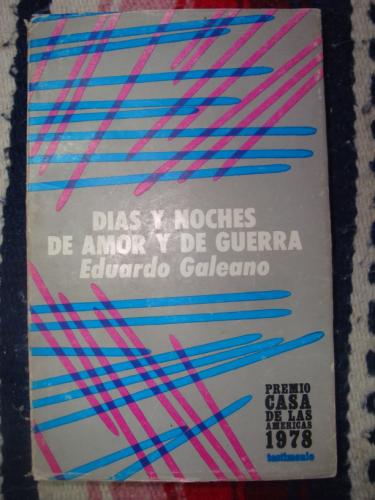 DIAS Y NOCHES
DE AMOR Y DE GUERRA
Eduardo Galeano
PREMIO
CASA
DE LAS
AMERICAS
1978
testimonio